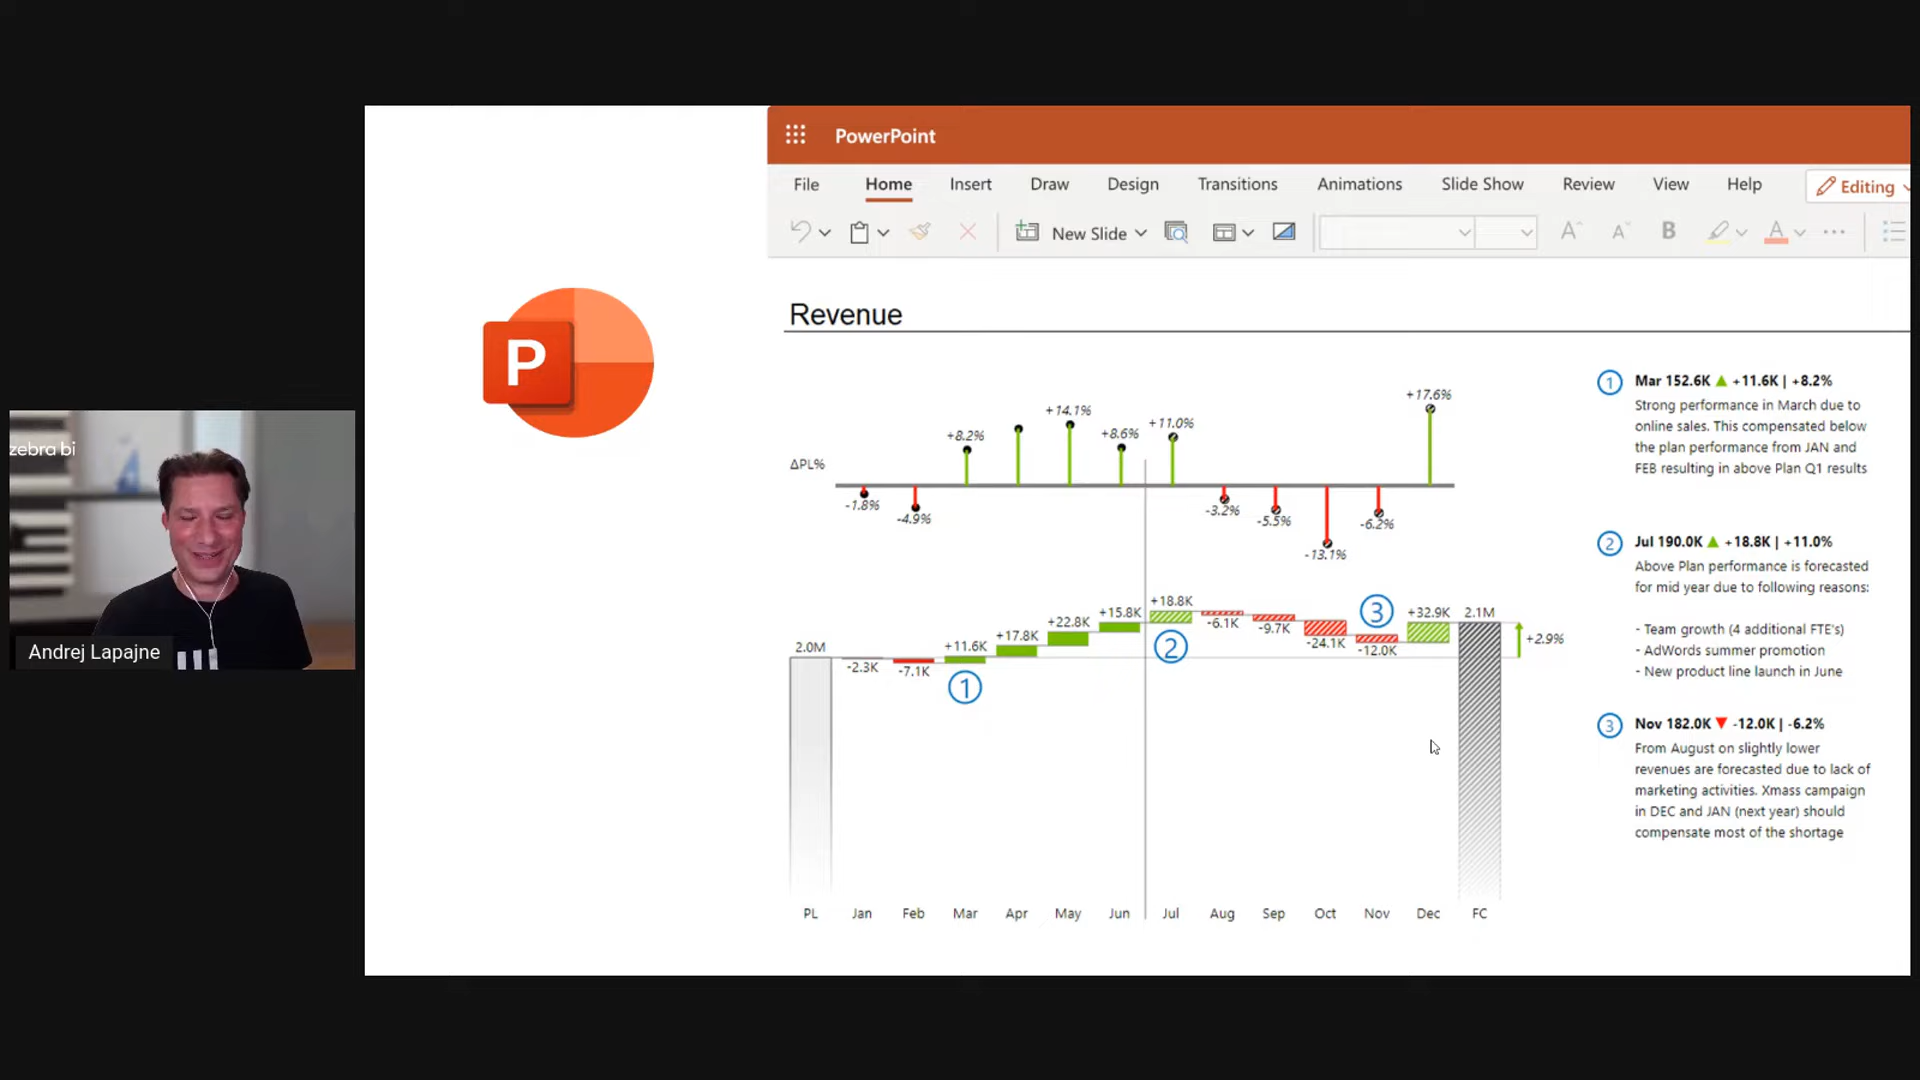 PowerPoint
File Home Insert Draw Design Transitions Animations Slide Show Review View Help Editing
New Slide A A B A
P
Revenue
zebra bi
Andrej Lapajne
ΔPL%
-1.8% -4.9% +8.2% +14.1% +8.6% +11.0% -3.2% -5.5% -13.1% -6.2% +17.6%
2.0M -2.3K -7.1K +11.6K +17.8K +22.8K +15.8K +18.8K -6.1K -9.7K -24.1K -12.0K +32.9K 2.1M +2.9%
1 2 3
PL Jan Feb Mar Apr May Jun Jul Aug Sep Oct Nov Dec FC
1 Mar 152.6K ▲ +11.6K | +8.2%
Strong performance in March due to
online sales. This compensated below
the plan performance from JAN and
FEB resulting in above Plan Q1 results
2 Jul 190.0K ▲ +18.8K | +11.0%
Above Plan performance is forecasted
for mid year due to following reasons:
- Team growth (4 additional FTE's)
- AdWords summer promotion
- New product line launch in June
3 Nov 182.0K ▼ -12.0K | -6.2%
From August on slightly lower
revenues are forecasted due to lack of
marketing activities. Xmass campaign
in DEC and JAN (next year) should
compensate most of the shortage